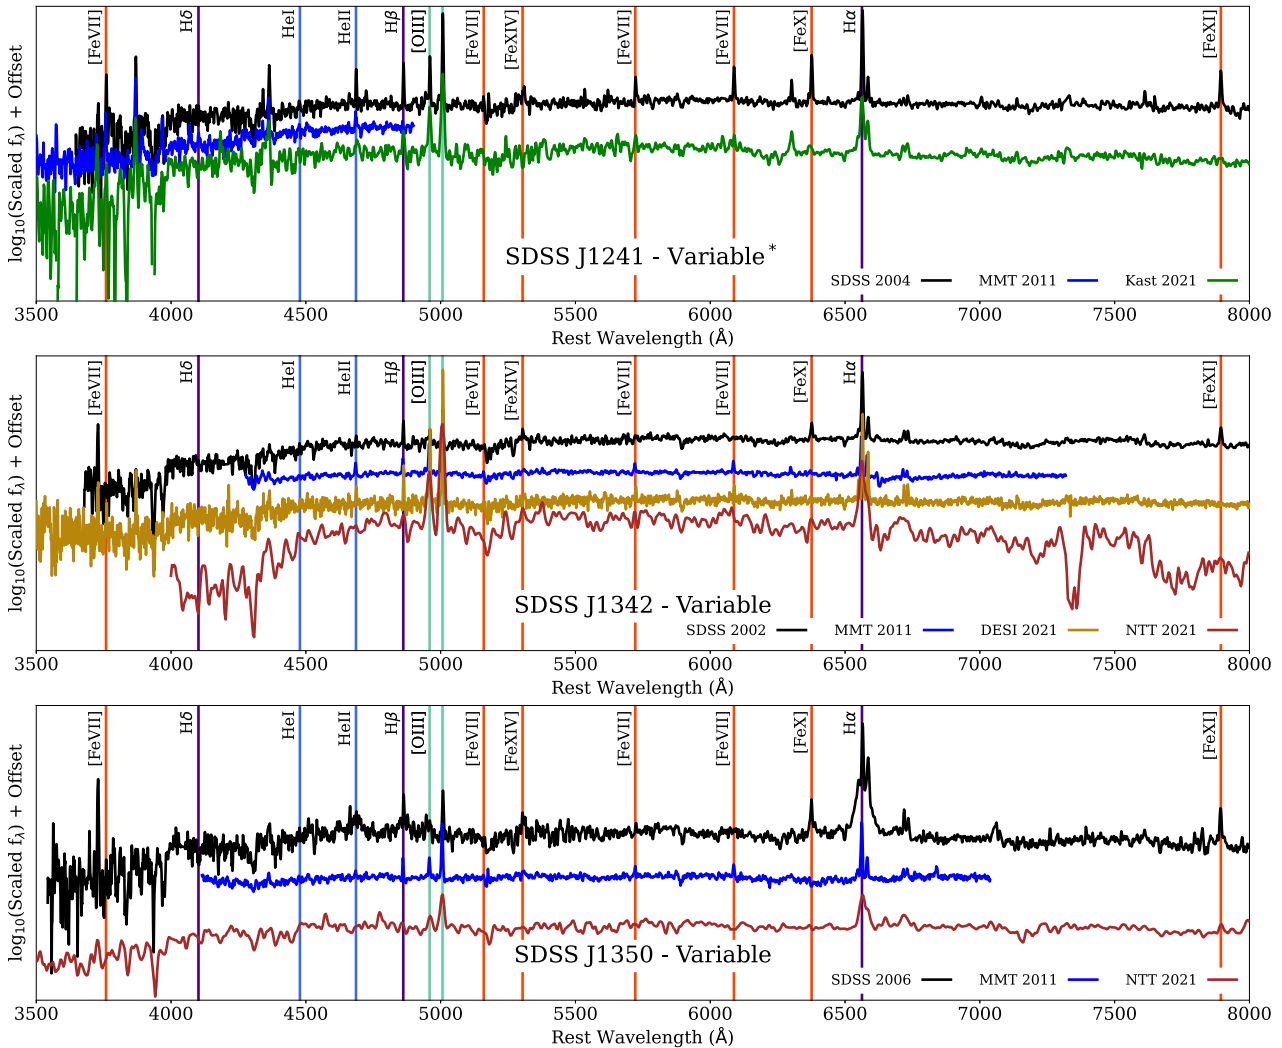 log₁₀(Scaled f_λ) + Offset
[FeVII] Hδ HeI HeII Hβ [OIII] [FeVII] [FeXIV] [FeVII] [FeVII] [FeX] Hα [FeXI]
SDSS J1241 - Variable*
SDSS 2004 MMT 2011 Kast 2021
3500 4000 4500 5000 5500 6000 6500 7000 7500 8000
Rest Wavelength (Å)
log₁₀(Scaled f_λ) + Offset
[FeVII] Hδ HeI HeII Hβ [OIII] [FeVII] [FeXIV] [FeVII] [FeVII] [FeX] Hα [FeXI]
SDSS J1342 - Variable
SDSS 2002 MMT 2011 DESI 2021 NTT 2021
3500 4000 4500 5000 5500 6000 6500 7000 7500 8000
Rest Wavelength (Å)
log₁₀(Scaled f_λ) + Offset
[FeVII] Hδ HeI HeII Hβ [OIII] [FeVII] [FeXIV] [FeVII] [FeVII] [FeX] Hα [FeXI]
SDSS J1350 - Variable
SDSS 2006 MMT 2011 NTT 2021
3500 4000 4500 5000 5500 6000 6500 7000 7500 8000
Rest Wavelength (Å)